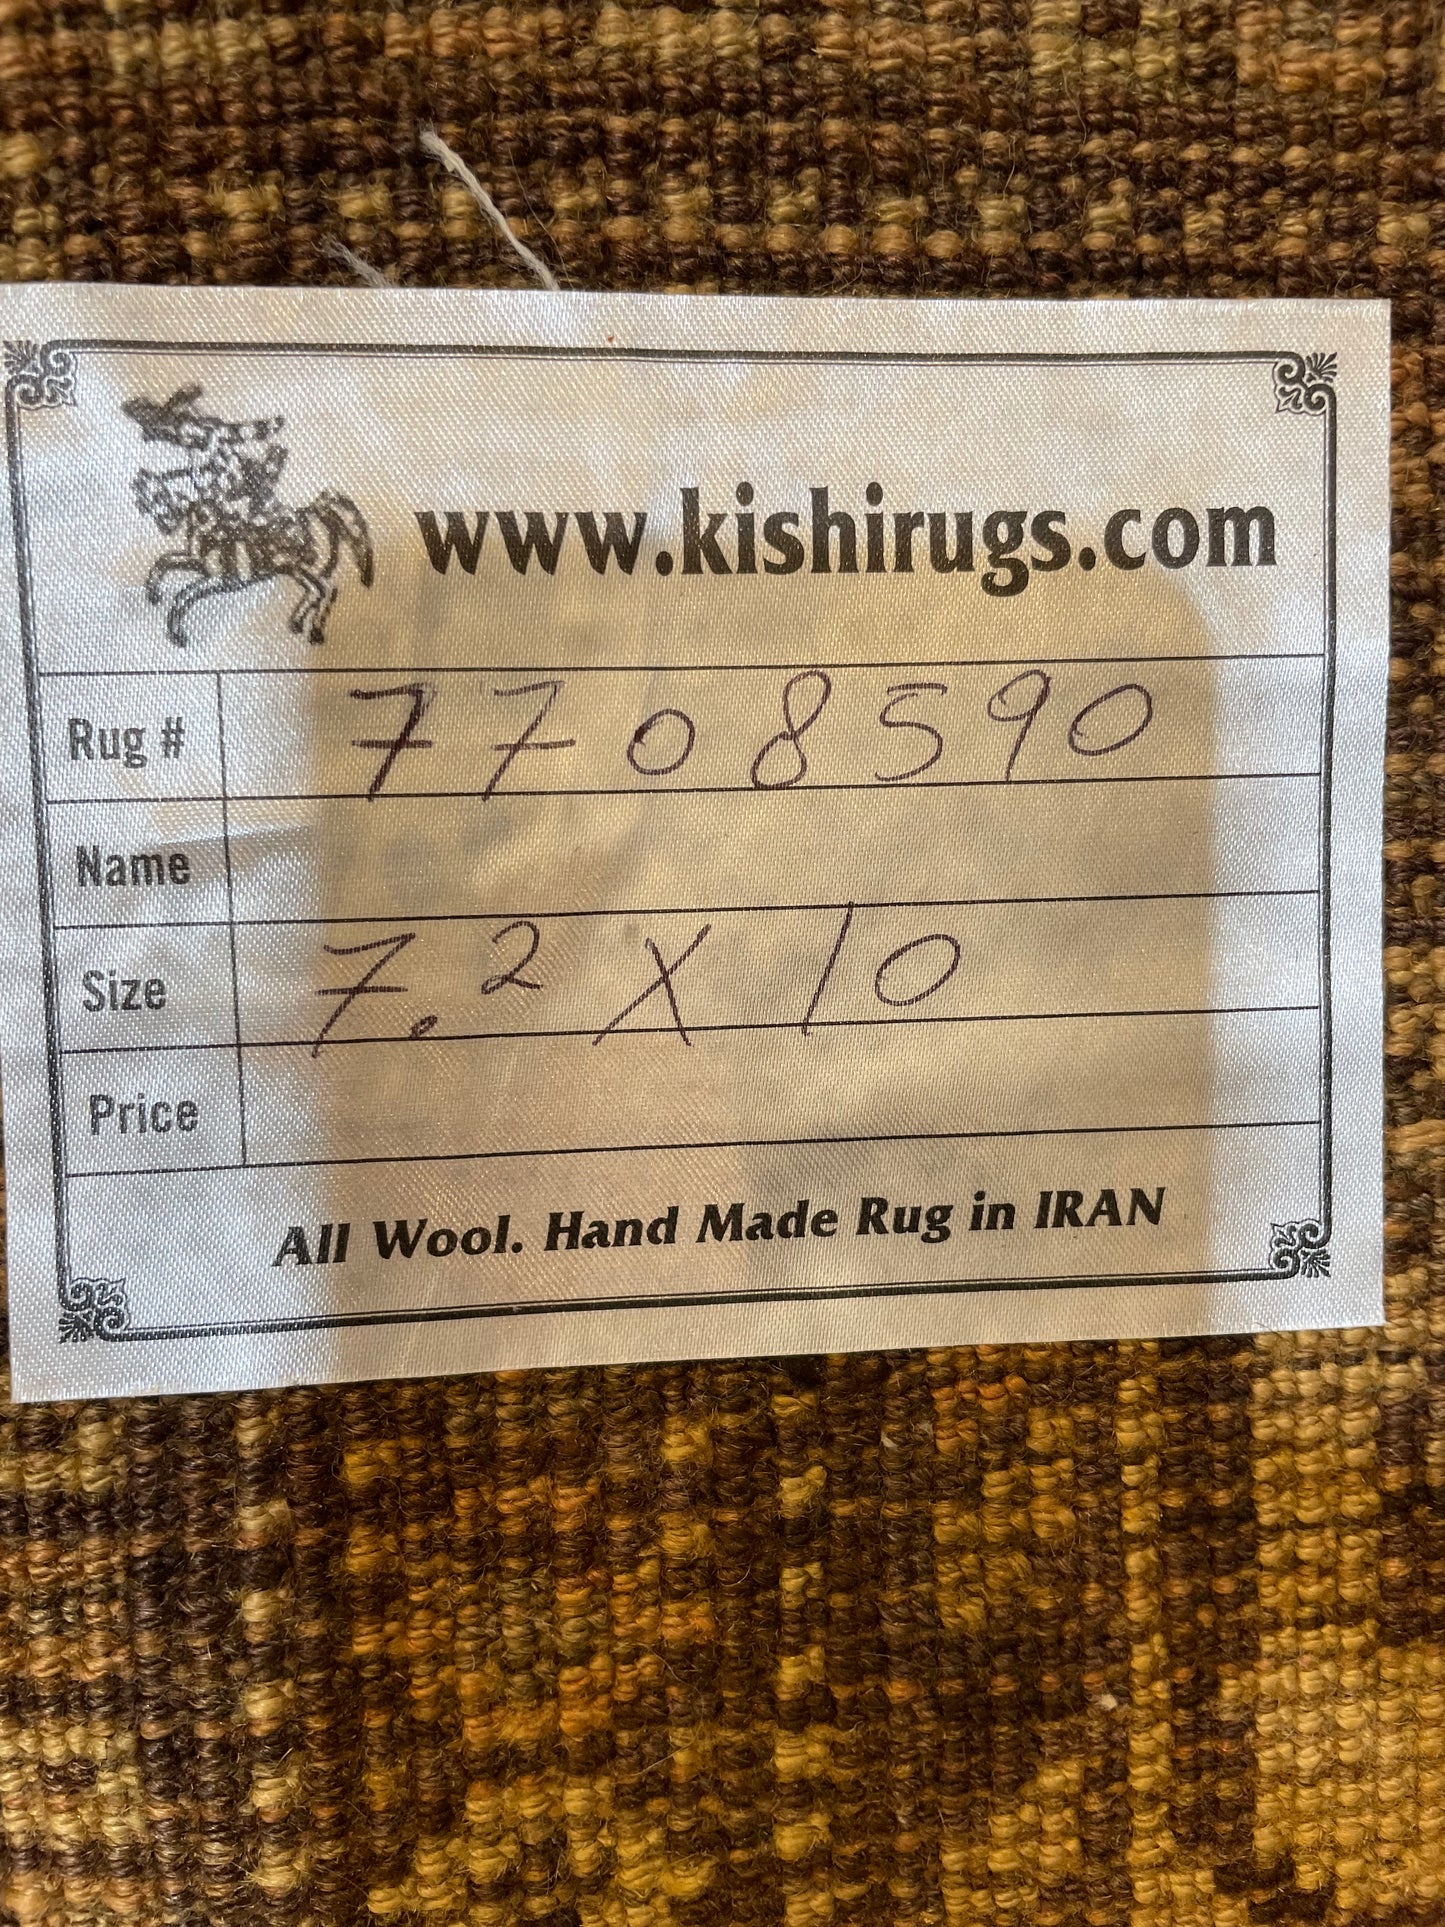 www.kishirugs.com
Rug # 7708590
Name
Size 7.2 X 10
Price
All Wool. Hand Made Rug in IRAN